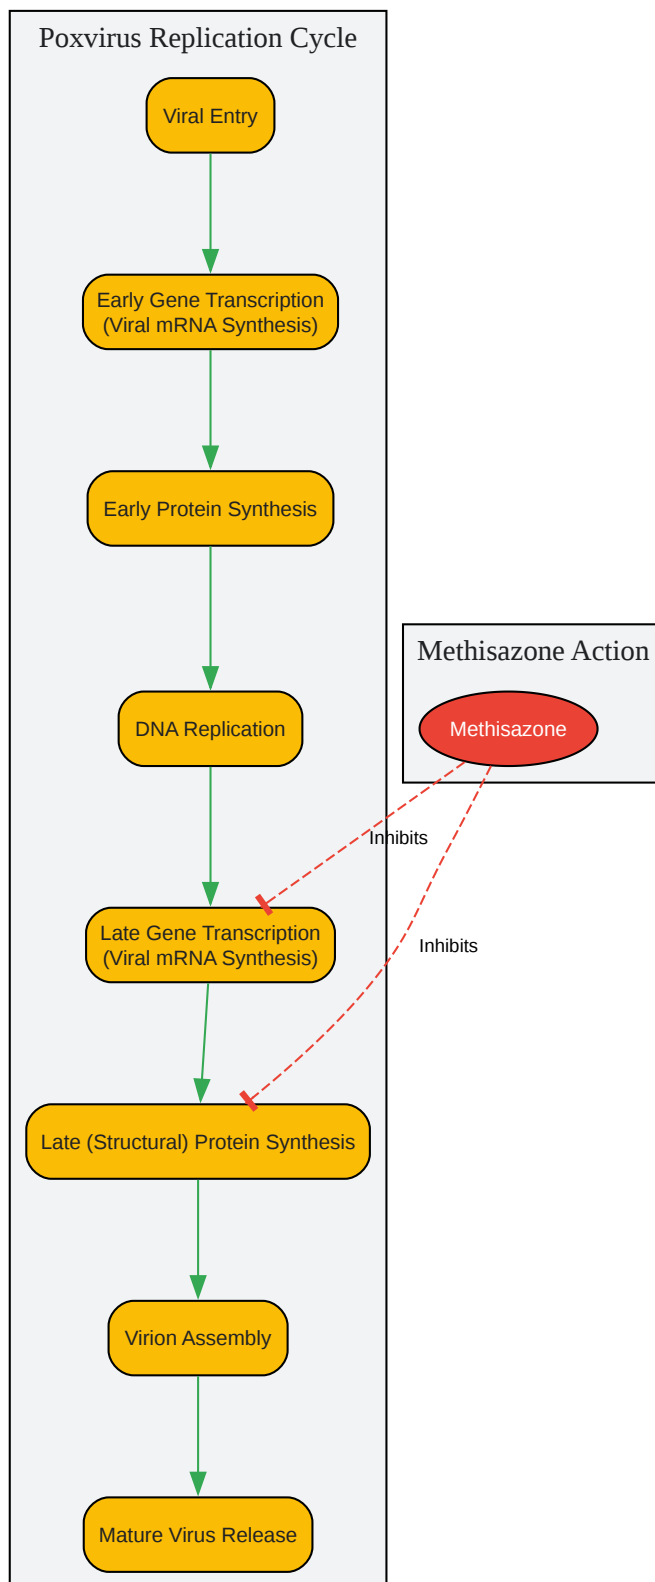 Poxvirus Replication Cycle
Viral Entry
Early Gene Transcription
(Viral mRNA Synthesis)
Early Protein Synthesis
Methisazone Action
DNA Replication
Methisazone
Inhibits
Late Gene Transcription
(Viral mRNA Synthesis)
Inhibits
Late (Structural) Protein Synthesis
Virion Assembly
Mature Virus Release